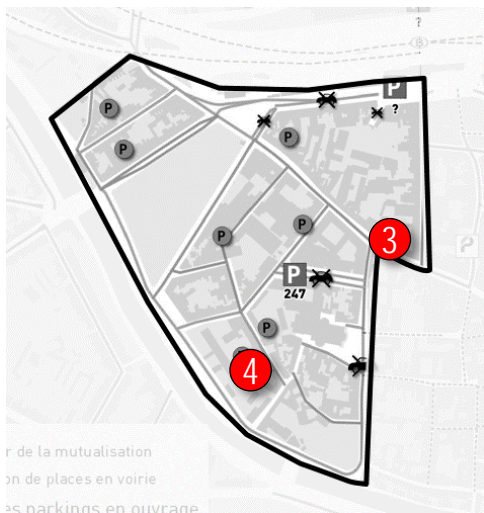 ?
P
?
P
P
P
3
P
P
P
P
247
P
4
r de la mutualisation
on de places en voirie
es parkings en ouvrage